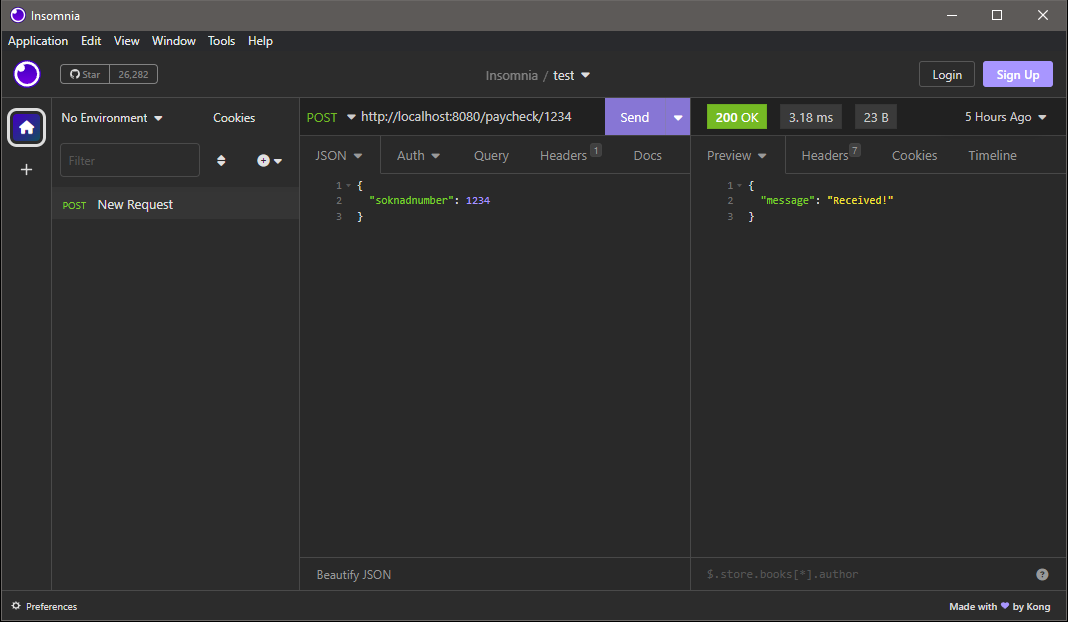 Insomnia
Application Edit View Window Tools Help
Star 26,282 Insomnia / test Login Sign Up
No Environment Cookies
POST http://localhost:8080/paycheck/1234 Send 200 OK 3.18 ms 23 B 5 Hours Ago
Filter
JSON Auth Query Headers 1 Docs
Preview Headers 7 Cookies Timeline
POST New Request
1 {
2 "soknadnumber": 1234
3 }
1 {
2 "message": "Received!"
3 }
Beautify JSON
$.store.books[*].author ?
Preferences Made with by Kong